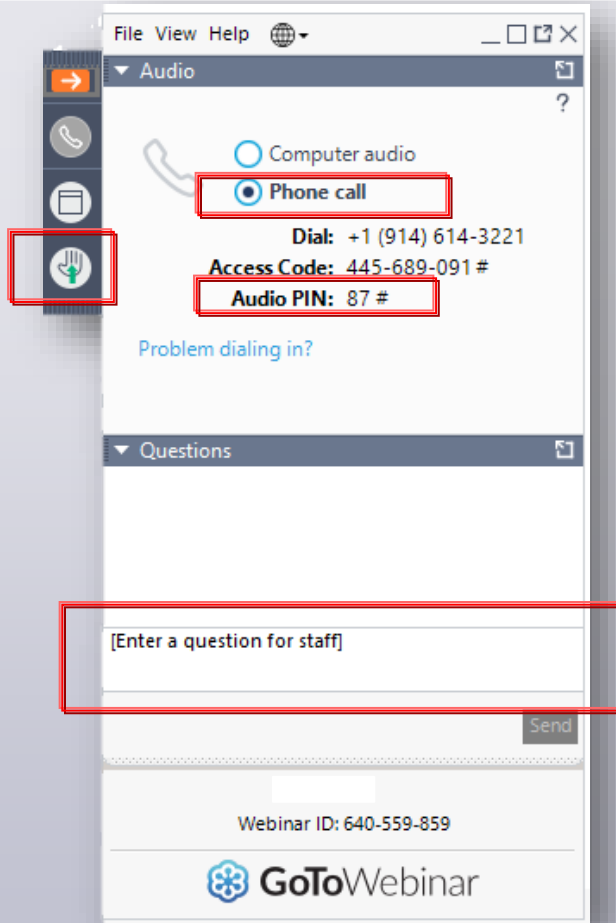 File View Help
Audio
?
Computer audio
Phone call
Dial: +1 (914) 614-3221
Access Code: 445-689-091 #
Audio PIN: 87 #
Problem dialing in?
Questions
[Enter a question for staff]
Send
Webinar ID: 640-559-859
GoToWebinar